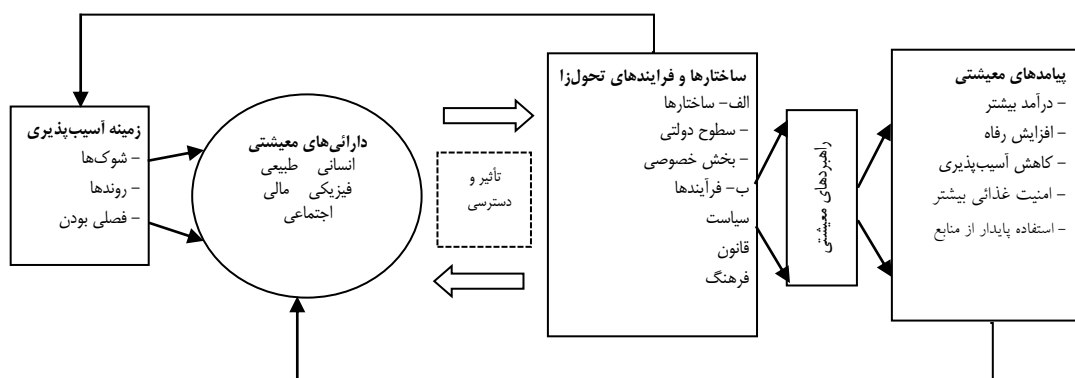 زمینه آسیب‌پذیری
- شوک‌ها
- روندها
- فصلی بودن
دارائی‌های معیشتی
انسانی طبیعی
فیزیکی مالی
اجتماعی
تأثیر و
دسترسی
ساختارها و فرایندهای تحول‌زا
الف- ساختارها
- سطوح دولتی
- بخش خصوصی
ب- فرآیندها
سیاست
قانون
فرهنگ
راهبردهای معیشتی
پیامدهای معیشتی
- درآمد بیشتر
- افزایش رفاه
- کاهش آسیب‌پذیری
- امنیت غذائی بیشتر
- استفاده پایدار از منابع